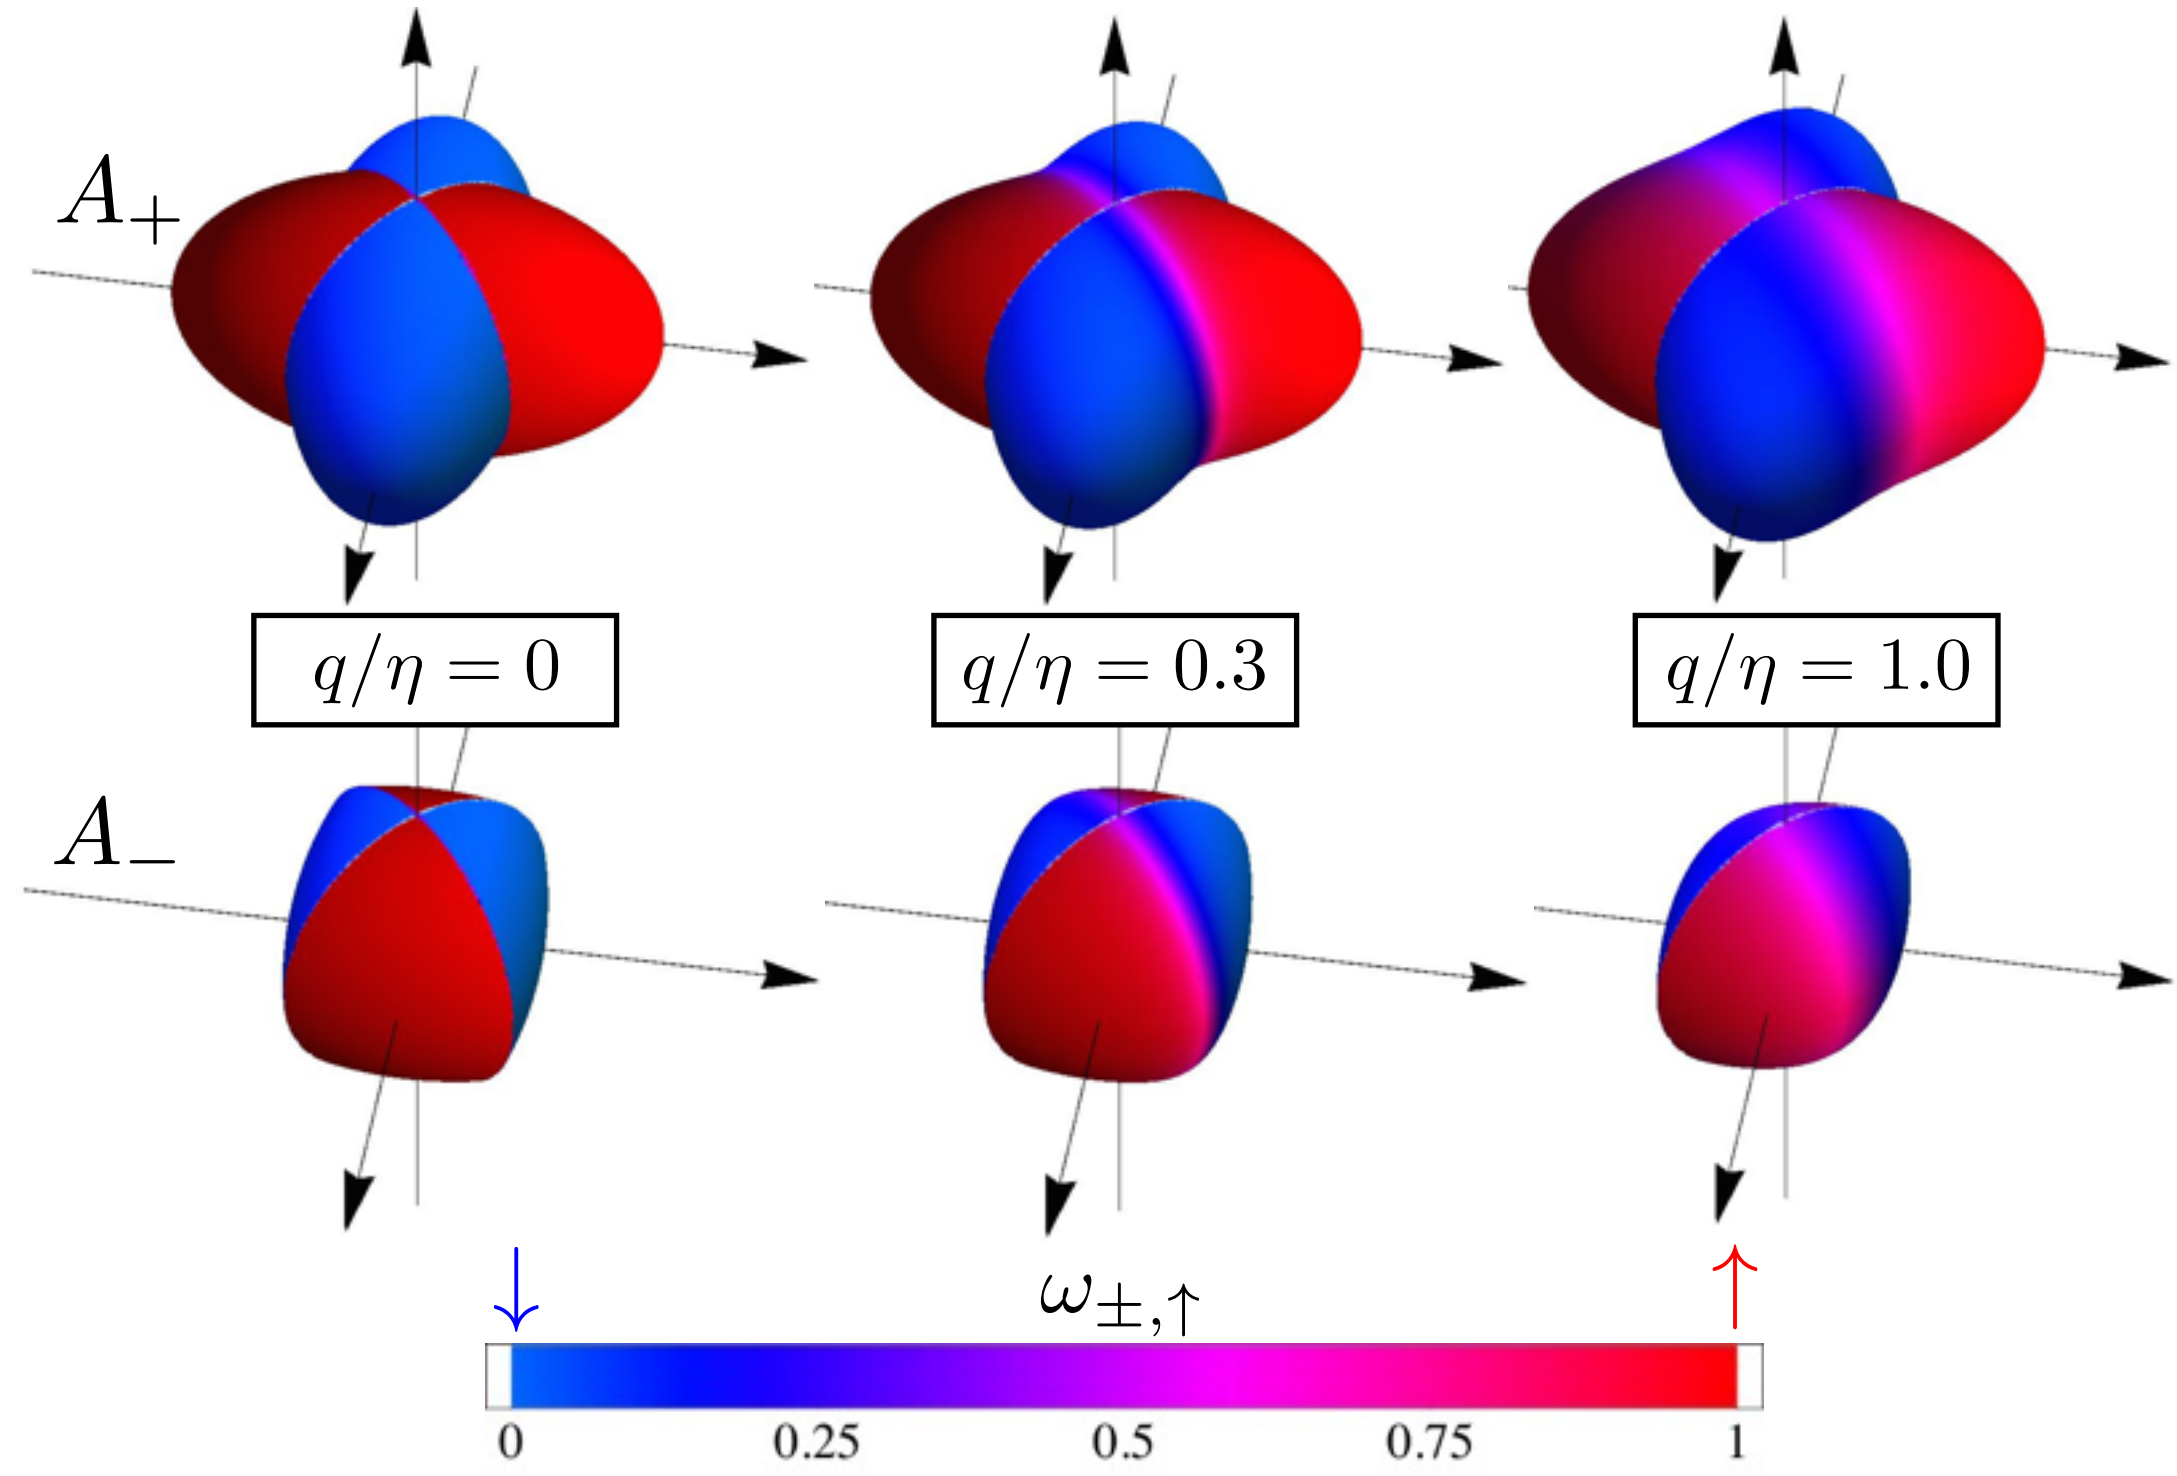 A₊
q/η = 0
q/η = 0.3
q/η = 1.0
A₋
↓
ω±,↑
↑
0 0.25 0.5 0.75 1